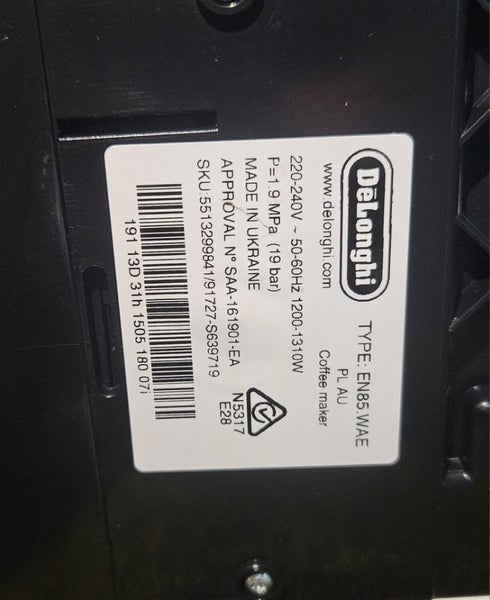 DeLonghi
TYPE: EN85.WAE
PL AU
www.delonghi.com
Coffee maker
220-240V ~ 50-60Hz 1200-1310W
P=1.9 MPa (19 bar)
MADE IN UKRAINE
APPROVAL N° SAA-161901-EA
SKU:5513299841/91727-S639719
N5317
E28
191 13D 31h 1505 180 07i